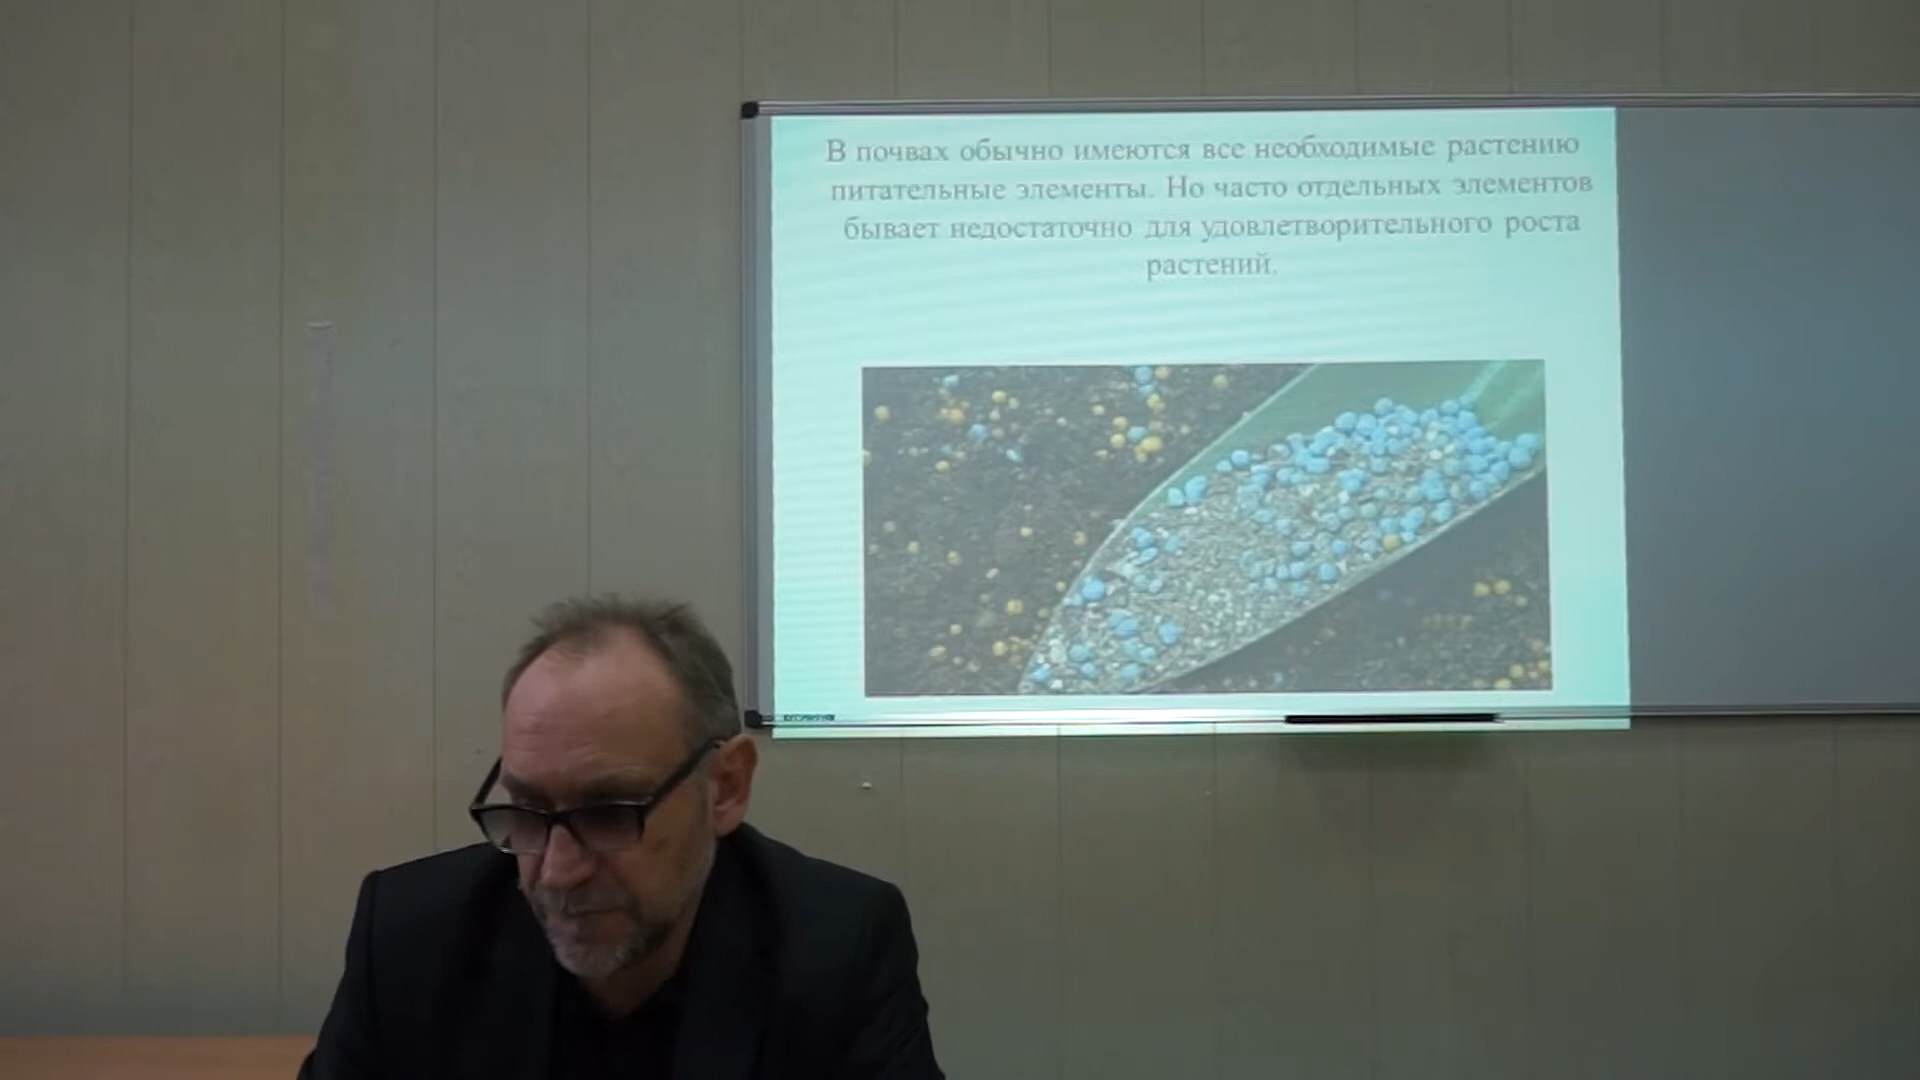 В почвах обычно имеются все необходимые растению
питательные элементы. Но часто отдельных элементов
бывает недостаточно для удовлетворительного роста
растений.